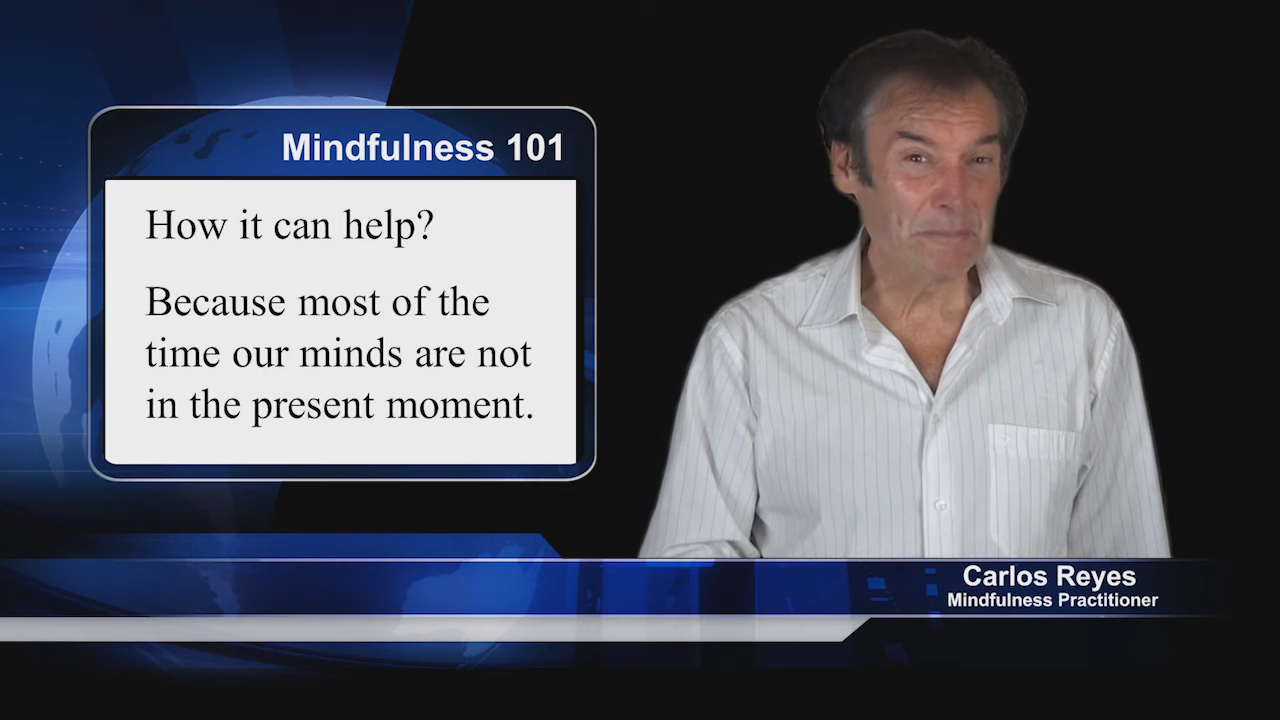 Mindfulness 101
How it can help?
Because most of the
time our minds are not
in the present moment.
Carlos Reyes
Mindfulness Practitioner